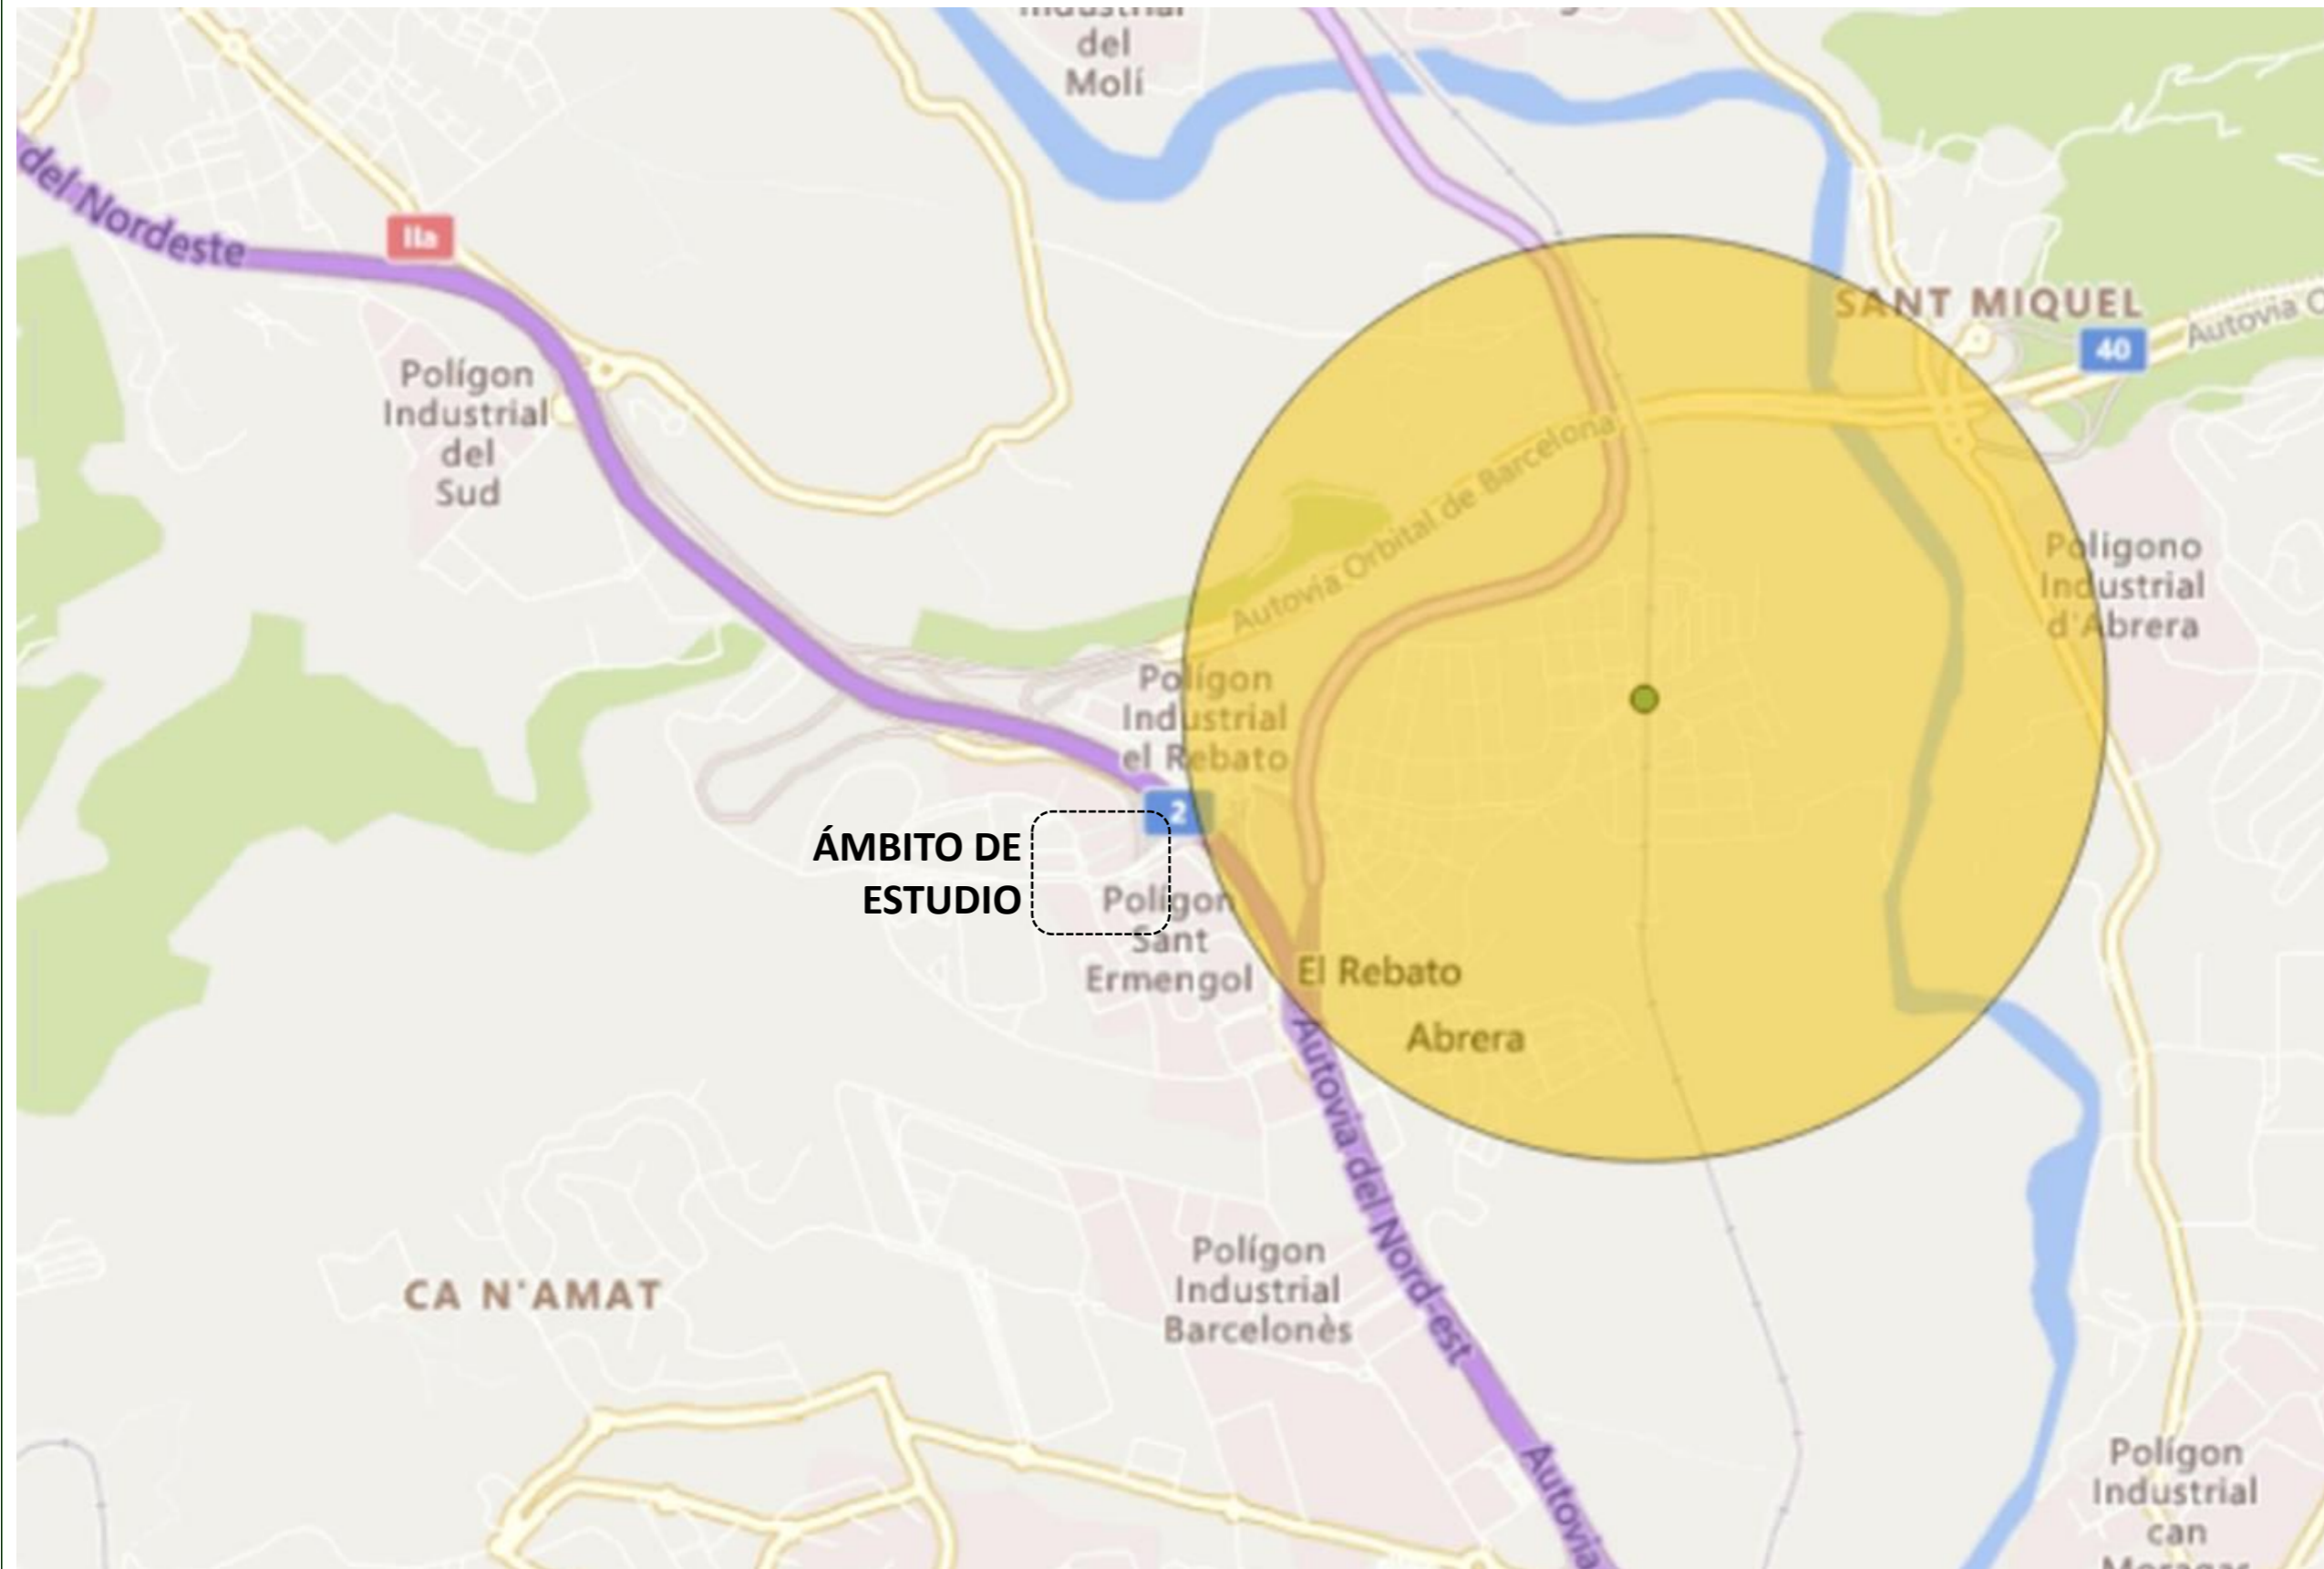 del
Molí
del Nordeste
IIa
SANT MIQUEL
40
Autovia O
Polígon
Industrial
del
Sud
Autovia Orbital de Barcelona
Poligono
Industrial
d'Abrera
Polígon
Industrial
el Rebato
2
ÁMBITO DE
ESTUDIO
Polígon
Sant
Ermengol
El Rebato
Abrera
Autovia del Nord-est
Polígon
Industrial
Barcelonès
CA N'AMAT
Autovia
Polígon
Industrial
can